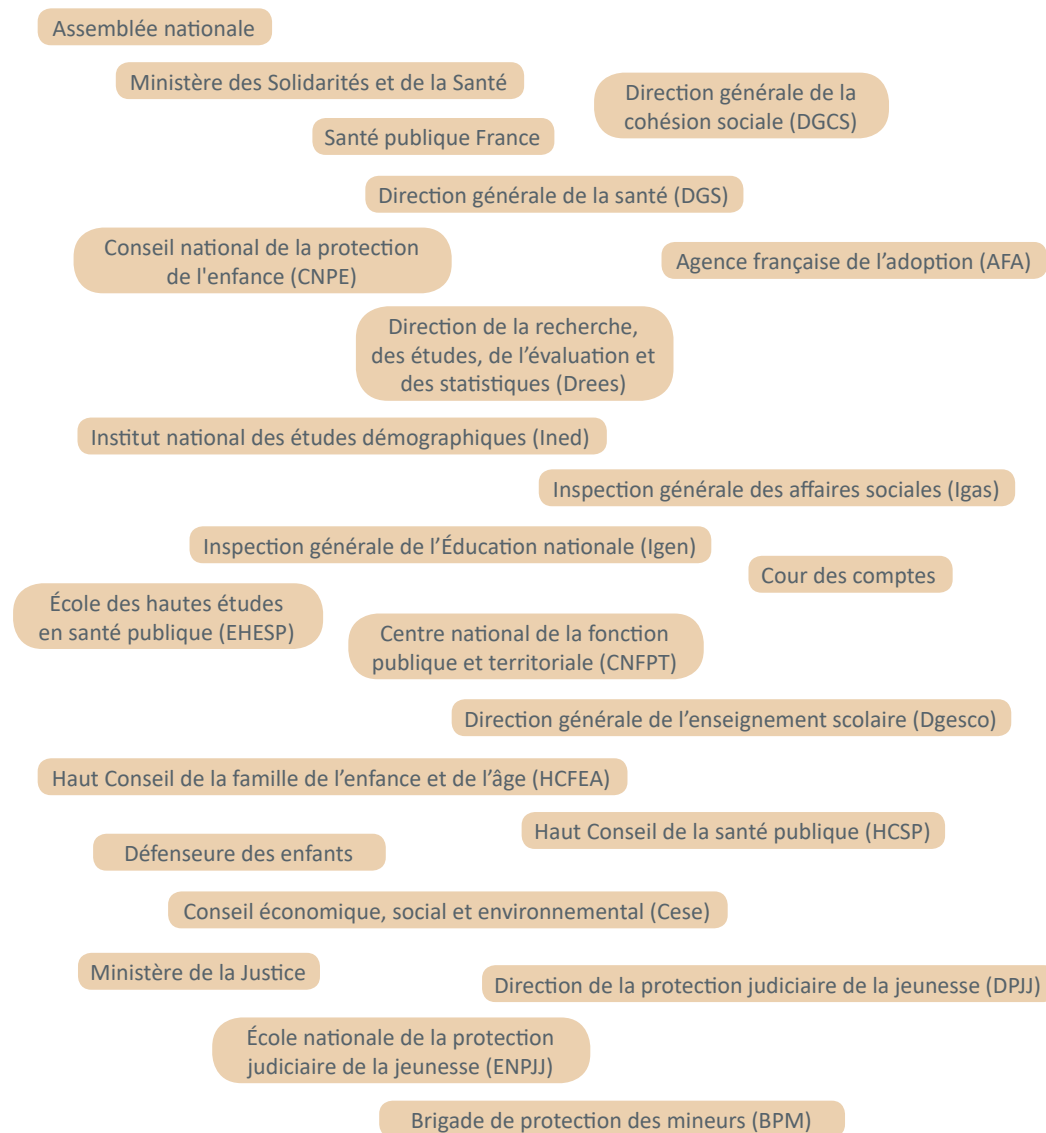 Assemblée nationale
Ministère des Solidarités et de la Santé
Direction générale de la
cohésion sociale (DGCS)
Santé publique France
Direction générale de la santé (DGS)
Conseil national de la protection
de l'enfance (CNPE)
Agence française de l’adoption (AFA)
Direction de la recherche,
des études, de l’évaluation et
des statistiques (Drees)
Institut national des études démographiques (Ined)
Inspection générale des affaires sociales (Igas)
Inspection générale de l’Éducation nationale (Igen)
Cour des comptes
École des hautes études
en santé publique (EHESP)
Centre national de la fonction
publique et territoriale (CNFPT)
Direction générale de l’enseignement scolaire (Dgesco)
Haut Conseil de la famille de l’enfance et de l’âge (HCFEA)
Haut Conseil de la santé publique (HCSP)
Défenseure des enfants
Conseil économique, social et environnemental (Cese)
Ministère de la Justice
Direction de la protection judiciaire de la jeunesse (DPJJ)
École nationale de la protection
judiciaire de la jeunesse (ENPJJ)
Brigade de protection des mineurs (BPM)